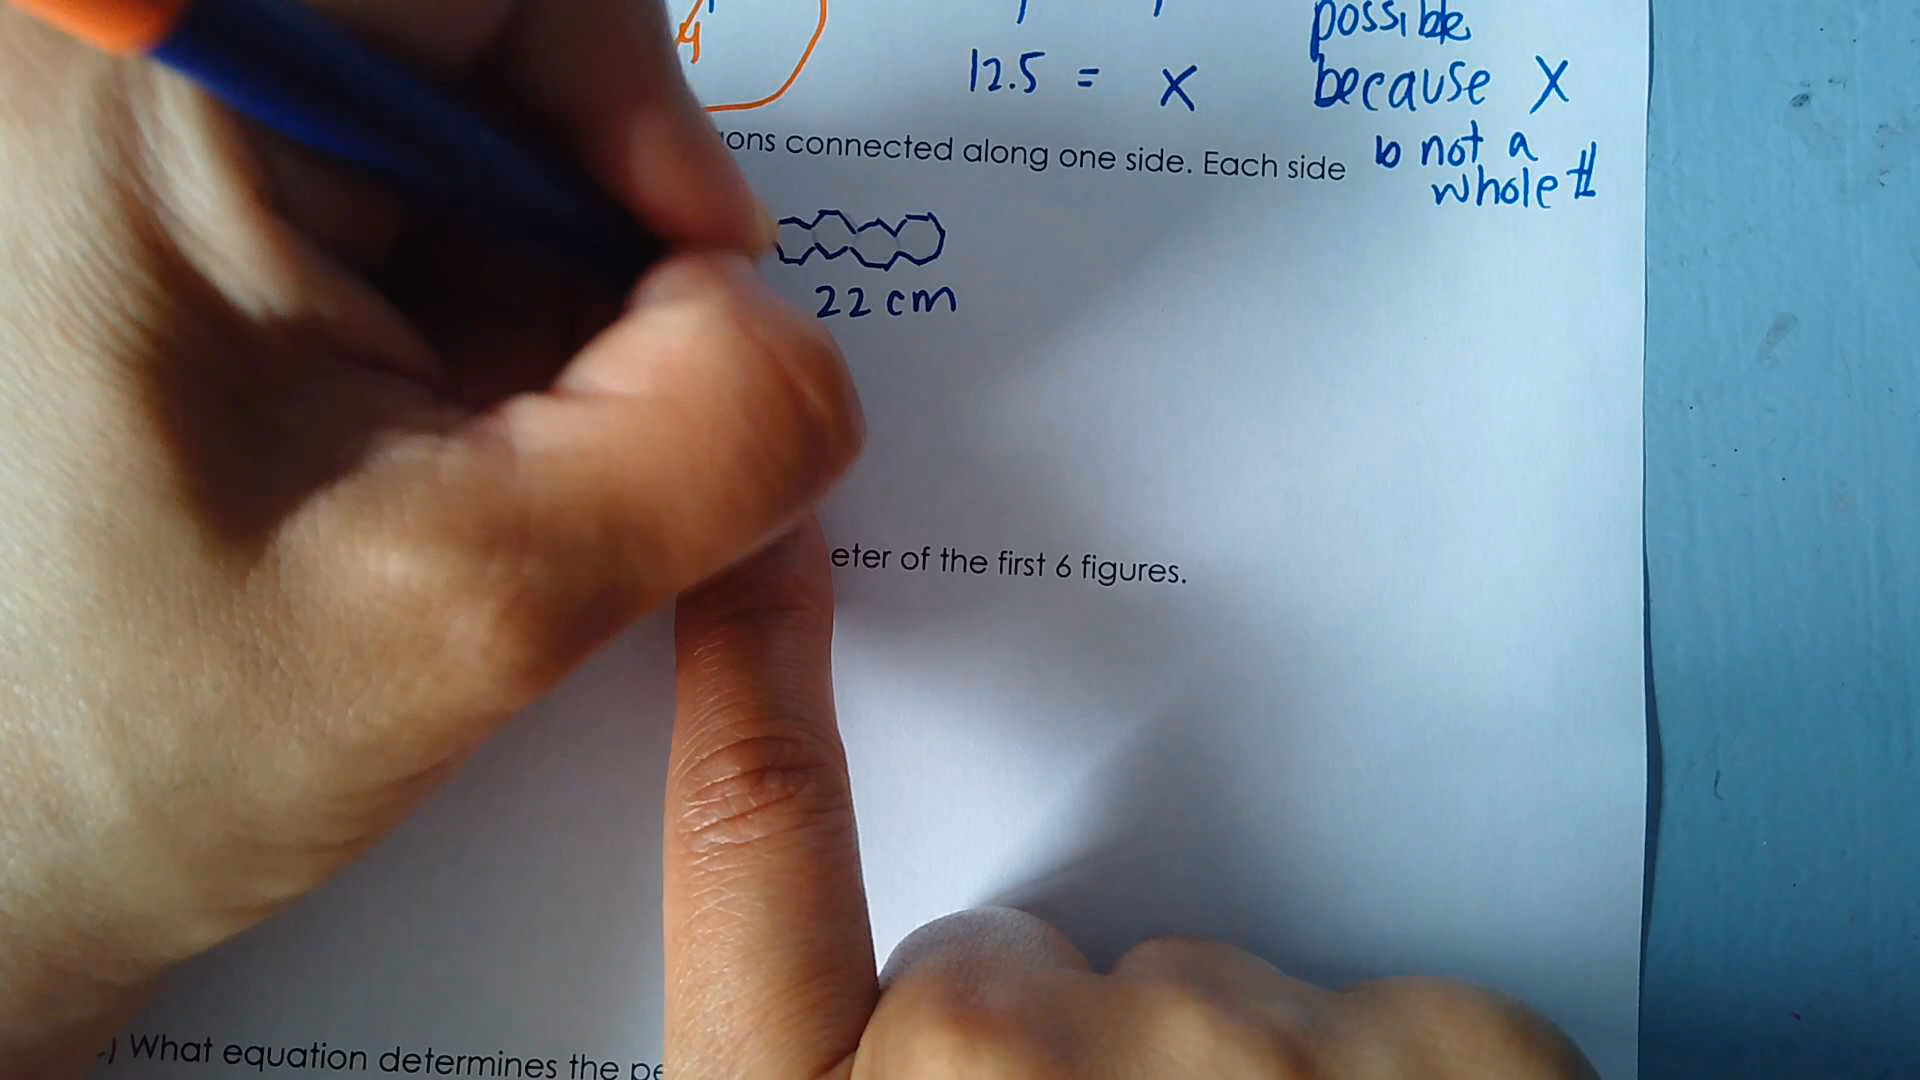 possible
12.5 = x
because x
is not a
whole #
ons connected along one side. Each side
22 cm
eter of the first 6 figures.
) What equation determines the pe